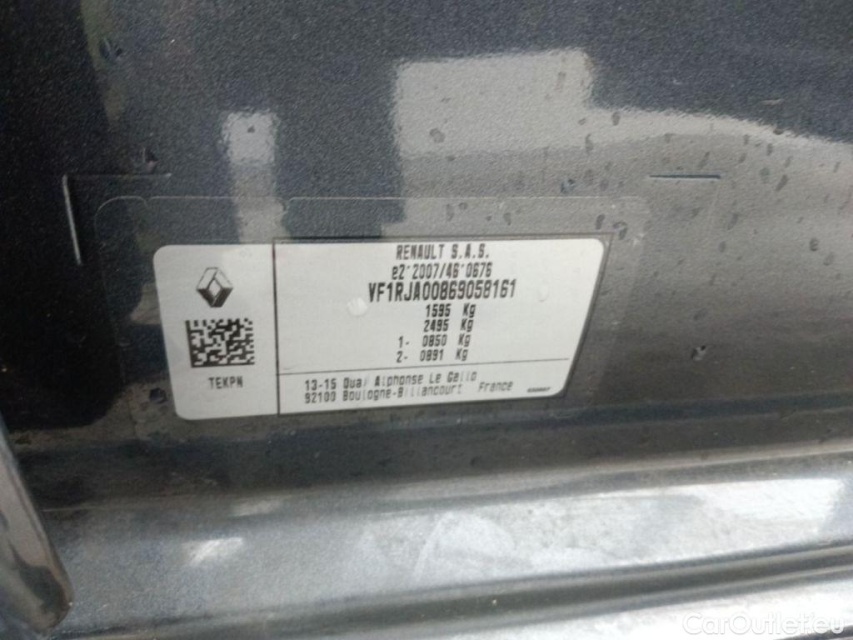 RENAULT S.A.S.
e2*2007/46*0676
VF1RJA00869058161
1595 Kg
2495 Kg
1- 0850 Kg
2- 0891 Kg
TEKPN
13-15 Quai Alphonse Le Gallo
92100 Boulogne-Billancourt France
CarOutlet.eu